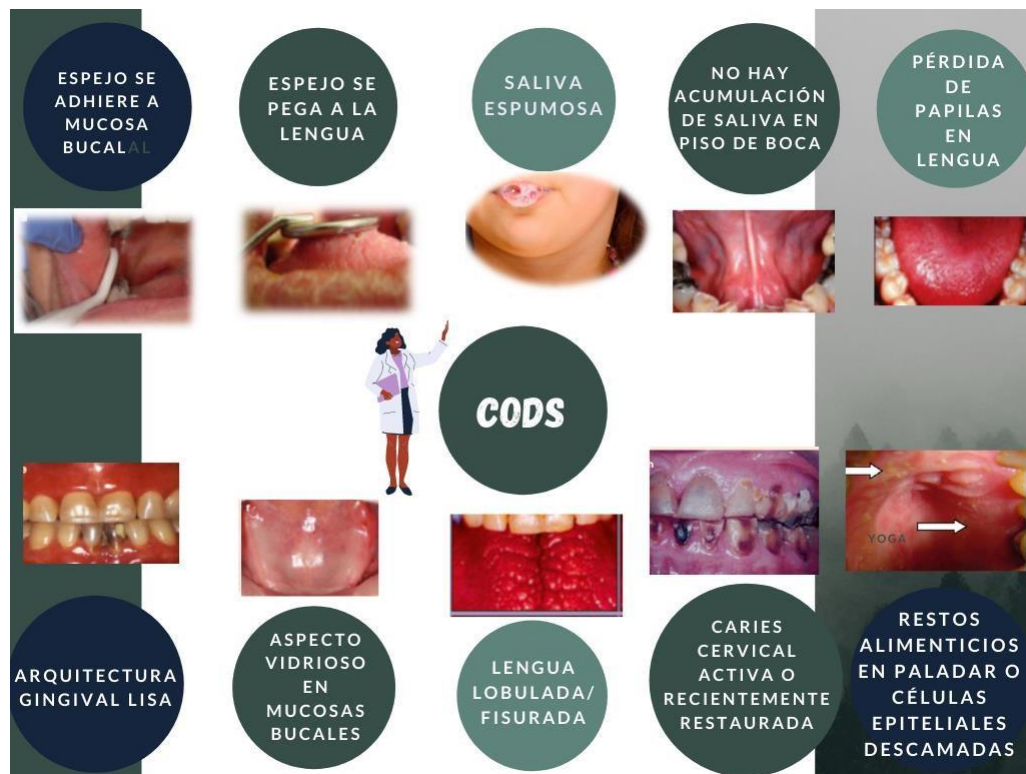 ESPEJO SE
ADHIERE A
MUCOSA
BUCALAL
ESPEJO SE
PEGA A LA
LENGUA
SALIVA
ESPUMOSA
NO HAY
ACUMULACIÓN
DE SALIVA EN
PISO DE BOCA
PÉRDIDA
DE
PAPILAS
EN
LENGUA
CODS
YOGA
ARQUITECTURA
GINGIVAL LISA
ASPECTO
VIDRIOSO
EN
MUCOSAS
BUCALES
LENGUA
LOBULADA/
FISURADA
CARIES
CERVICAL
ACTIVA O
RECIENTEMENTE
RESTAURADA
RESTOS
ALIMENTICIOS
EN PALADAR O
CÉLULAS
EPITELIALES
DESCAMADAS